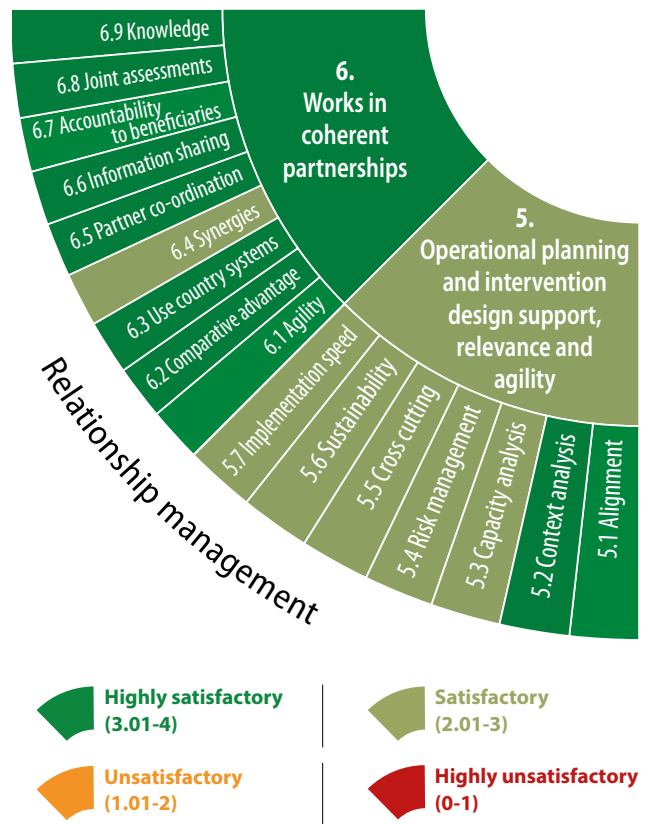 6.9 Knowledge
6.8 Joint assessments
6.7 Accountability
to beneficiaries
6.6 Information sharing
6.5 Partner co-ordination
6.4 Synergies
6.3 Use country systems
6.2 Comparative advantage
6.1 Agility
6.
Works in
coherent
partnerships
5.
Operational planning
and intervention
design support,
relevance and
agility
5.7 Implementation speed
5.6 Sustainability
5.5 Cross cutting
5.4 Risk management
5.3 Capacity analysis
5.2 Context analysis
5.1 Alignment
Relationship management
Highly satisfactory
(3.01-4)
Satisfactory
(2.01-3)
Unsatisfactory
(1.01-2)
Highly unsatisfactory
(0-1)